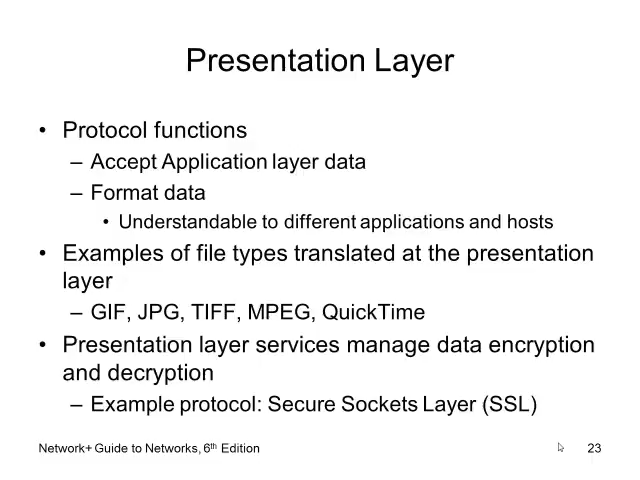 Presentation Layer
• Protocol functions
– Accept Application layer data
– Format data
• Understandable to different applications and hosts
• Examples of file types translated at the presentation
layer
– GIF, JPG, TIFF, MPEG, QuickTime
• Presentation layer services manage data encryption
and decryption
– Example protocol: Secure Sockets Layer (SSL)
Network+ Guide to Networks, 6th Edition 23